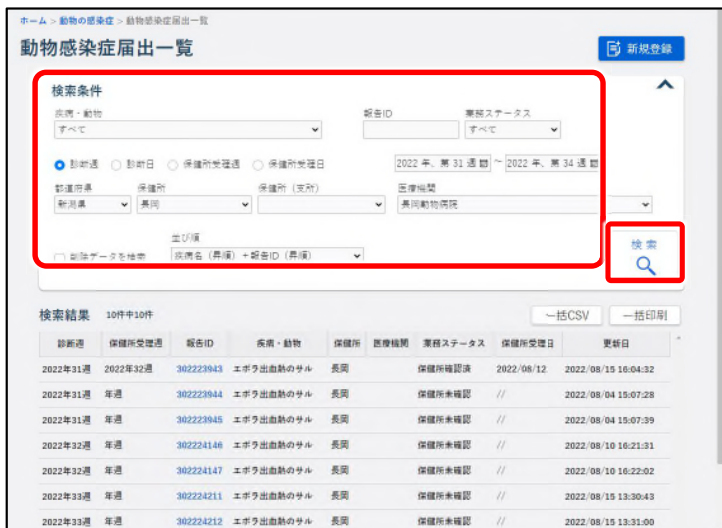 ホーム > 動物の感染症 > 動物感染症届出一覧
動物感染症届出一覧
新規登録
検索条件
疾病・動物 報告ID 業務ステータス
すべて すべて
診断週 診断日 保健所受理週 保健所受理日 2022 年、第 31 週間 ~ 2022 年、第 34 週間
都道府県 保健所 保健所（支所） 医療機関
新潟県 長岡 長岡動物病院
並び順
削除データを検索 疾病名（昇順）+報告ID（昇順）
検索
検索結果 10件中10件
一括CSV 一括印刷
診断週 保健所受理週 報告ID 疾病・動物 保健所 医療機関 業務ステータス 保健所受理日 更新日
2022年31週 2022年32週 302223943 エボラ出血熱のサル 長岡 保健所確認済 2022/08/12 2022/08/15 16:04:32
2022年31週 年週 302223944 エボラ出血熱のサル 長岡 保健所未確認 // 2022/08/04 15:07:28
2022年31週 年週 302223945 エボラ出血熱のサル 長岡 保健所未確認 // 2022/08/04 15:07:39
2022年32週 年週 302224146 エボラ出血熱のサル 長岡 保健所未確認 // 2022/08/10 16:21:31
2022年32週 年週 302224147 エボラ出血熱のサル 長岡 保健所未確認 // 2022/08/10 16:22:02
2022年33週 年週 302224211 エボラ出血熱のサル 長岡 保健所未確認 // 2022/08/15 13:30:43
2022年33週 年週 302224212 エボラ出血熱のサル 長岡 保健所未確認 // 2022/08/15 13:31:00